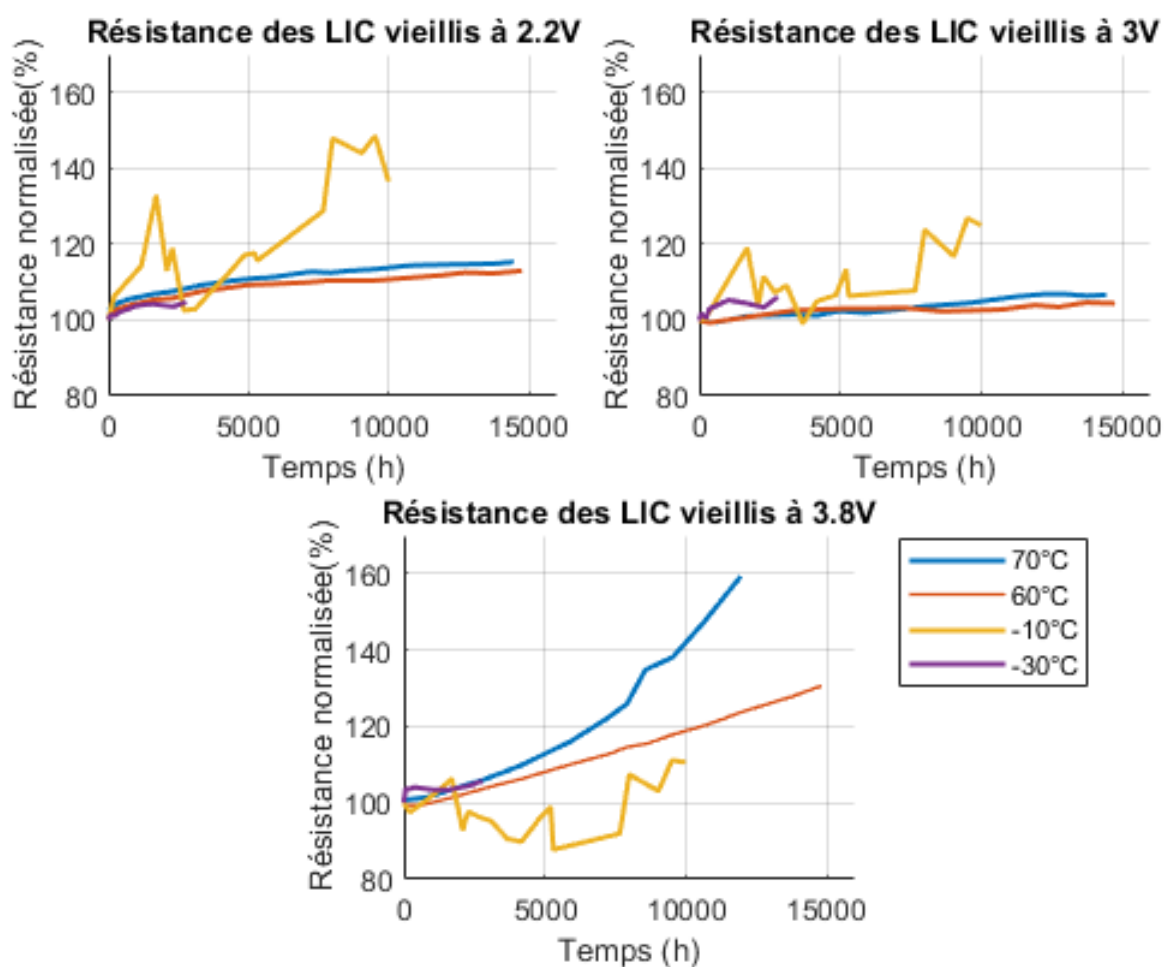 Résistance des LIC vieillis à 2.2V
Résistance normalisée(%)
160
140
120
100
80
0 5000 10000 15000
Temps (h)
Résistance des LIC vieillis à 3V
Résistance normalisée(%)
160
140
120
100
80
0 5000 10000 15000
Temps (h)
Résistance des LIC vieillis à 3.8V
Résistance normalisée(%)
160
140
120
100
80
0 5000 10000 15000
Temps (h)
70°C
60°C
-10°C
-30°C